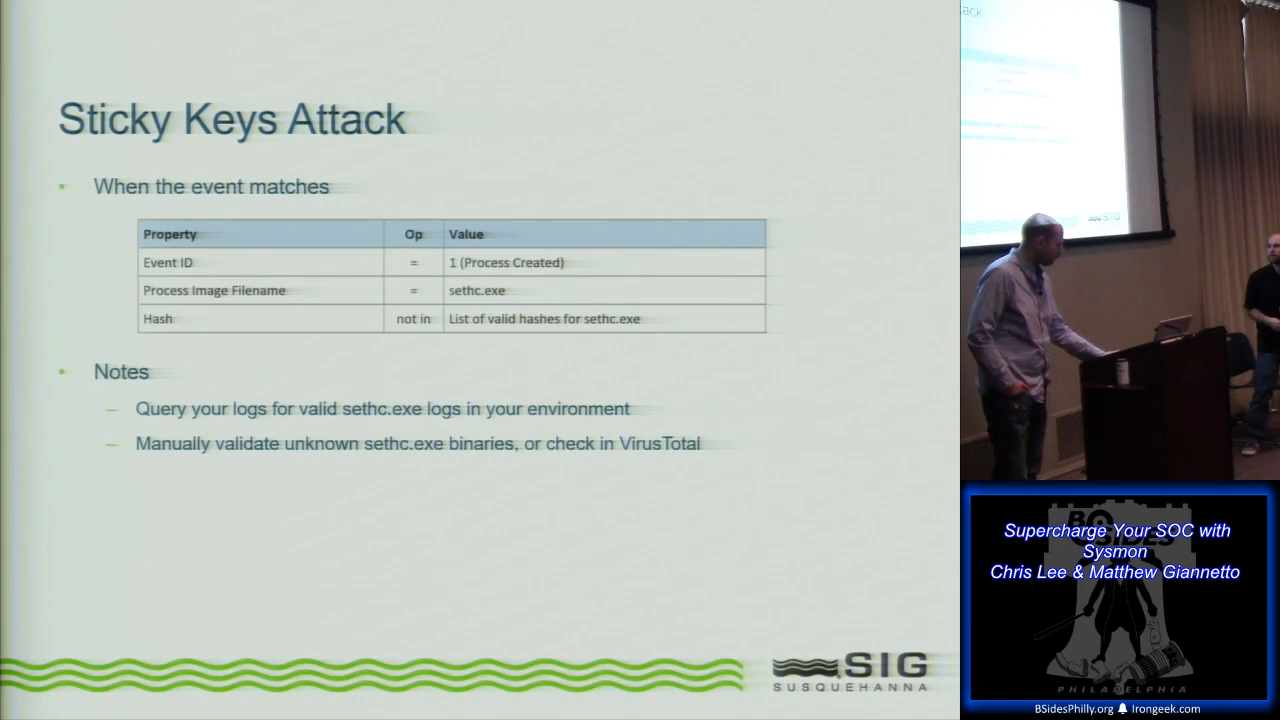 Sticky Keys Attack
• When the event matches
Property Op Value
Event ID = 1 (Process Created)
Process Image Filename = sethc.exe
Hash not in List of valid hashes for sethc.exe
• Notes
– Query your logs for valid sethc.exe logs in your environment
– Manually validate unknown sethc.exe binaries, or check in VirusTotal
SIG
SUSQUEHANNA
SIG
BSIDES
Supercharge Your SOC with
Sysmon
Chris Lee & Matthew Giannetto
PHILADELPHIA
BSidesPhilly.org Irongeek.com